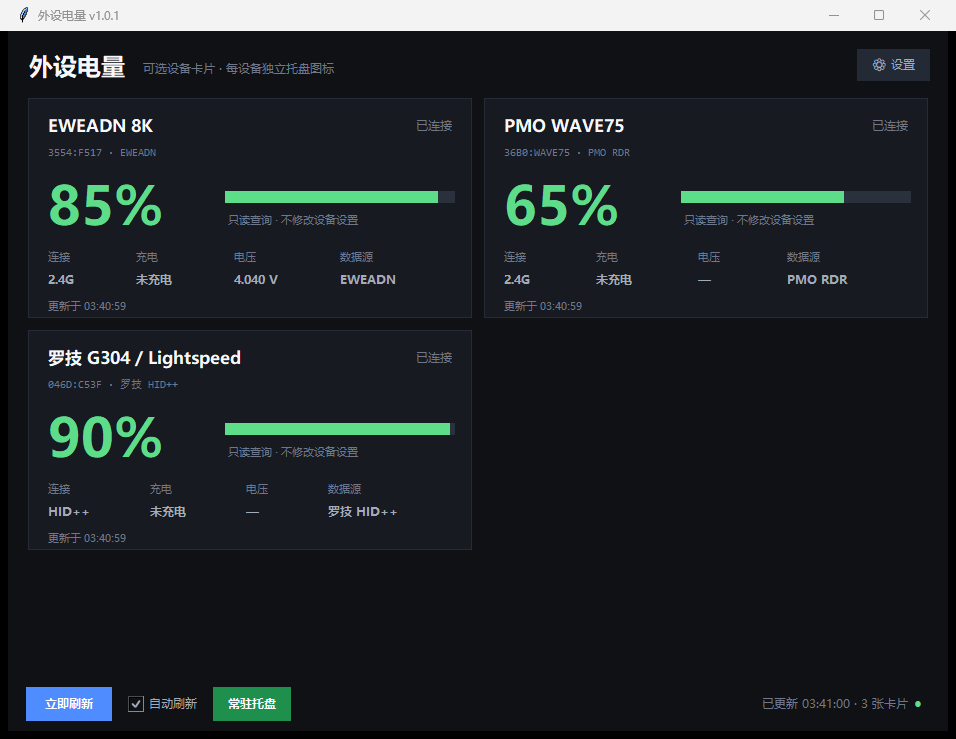 外设电量 v1.0.1
外设电量 可选设备卡片 · 每设备独立托盘图标 设置
EWEADN 8K 已连接
3554:F517 · EWEADN
85%
只读查询 · 不修改设备设置
连接 充电 电压 数据源
2.4G 未充电 4.040 V EWEADN
更新于 03:40:59
PMO WAVE75 已连接
36B0:WAVE75 · PMO RDR
65%
只读查询 · 不修改设备设置
连接 充电 电压 数据源
2.4G 未充电 — PMO RDR
更新于 03:40:59
罗技 G304 / Lightspeed 已连接
046D:C53F · 罗技 HID++
90%
只读查询 · 不修改设备设置
连接 充电 电压 数据源
HID++ 未充电 — 罗技 HID++
更新于 03:40:59
立即刷新 自动刷新 常驻托盘 已更新 03:41:00 · 3 张卡片